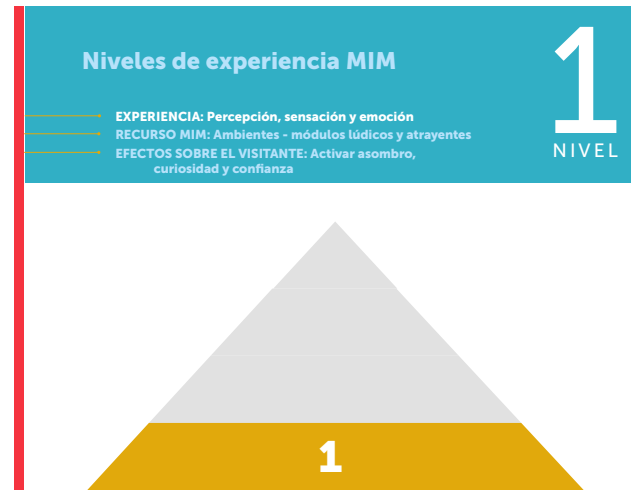 Niveles de experiencia MIM
EXPERIENCIA: Percepción, sensación y emoción
RECURSO MIM: Ambientes - módulos lúdicos y atrayentes
EFECTOS SOBRE EL VISITANTE: Activar asombro,
curiosidad y confianza
1
NIVEL
1